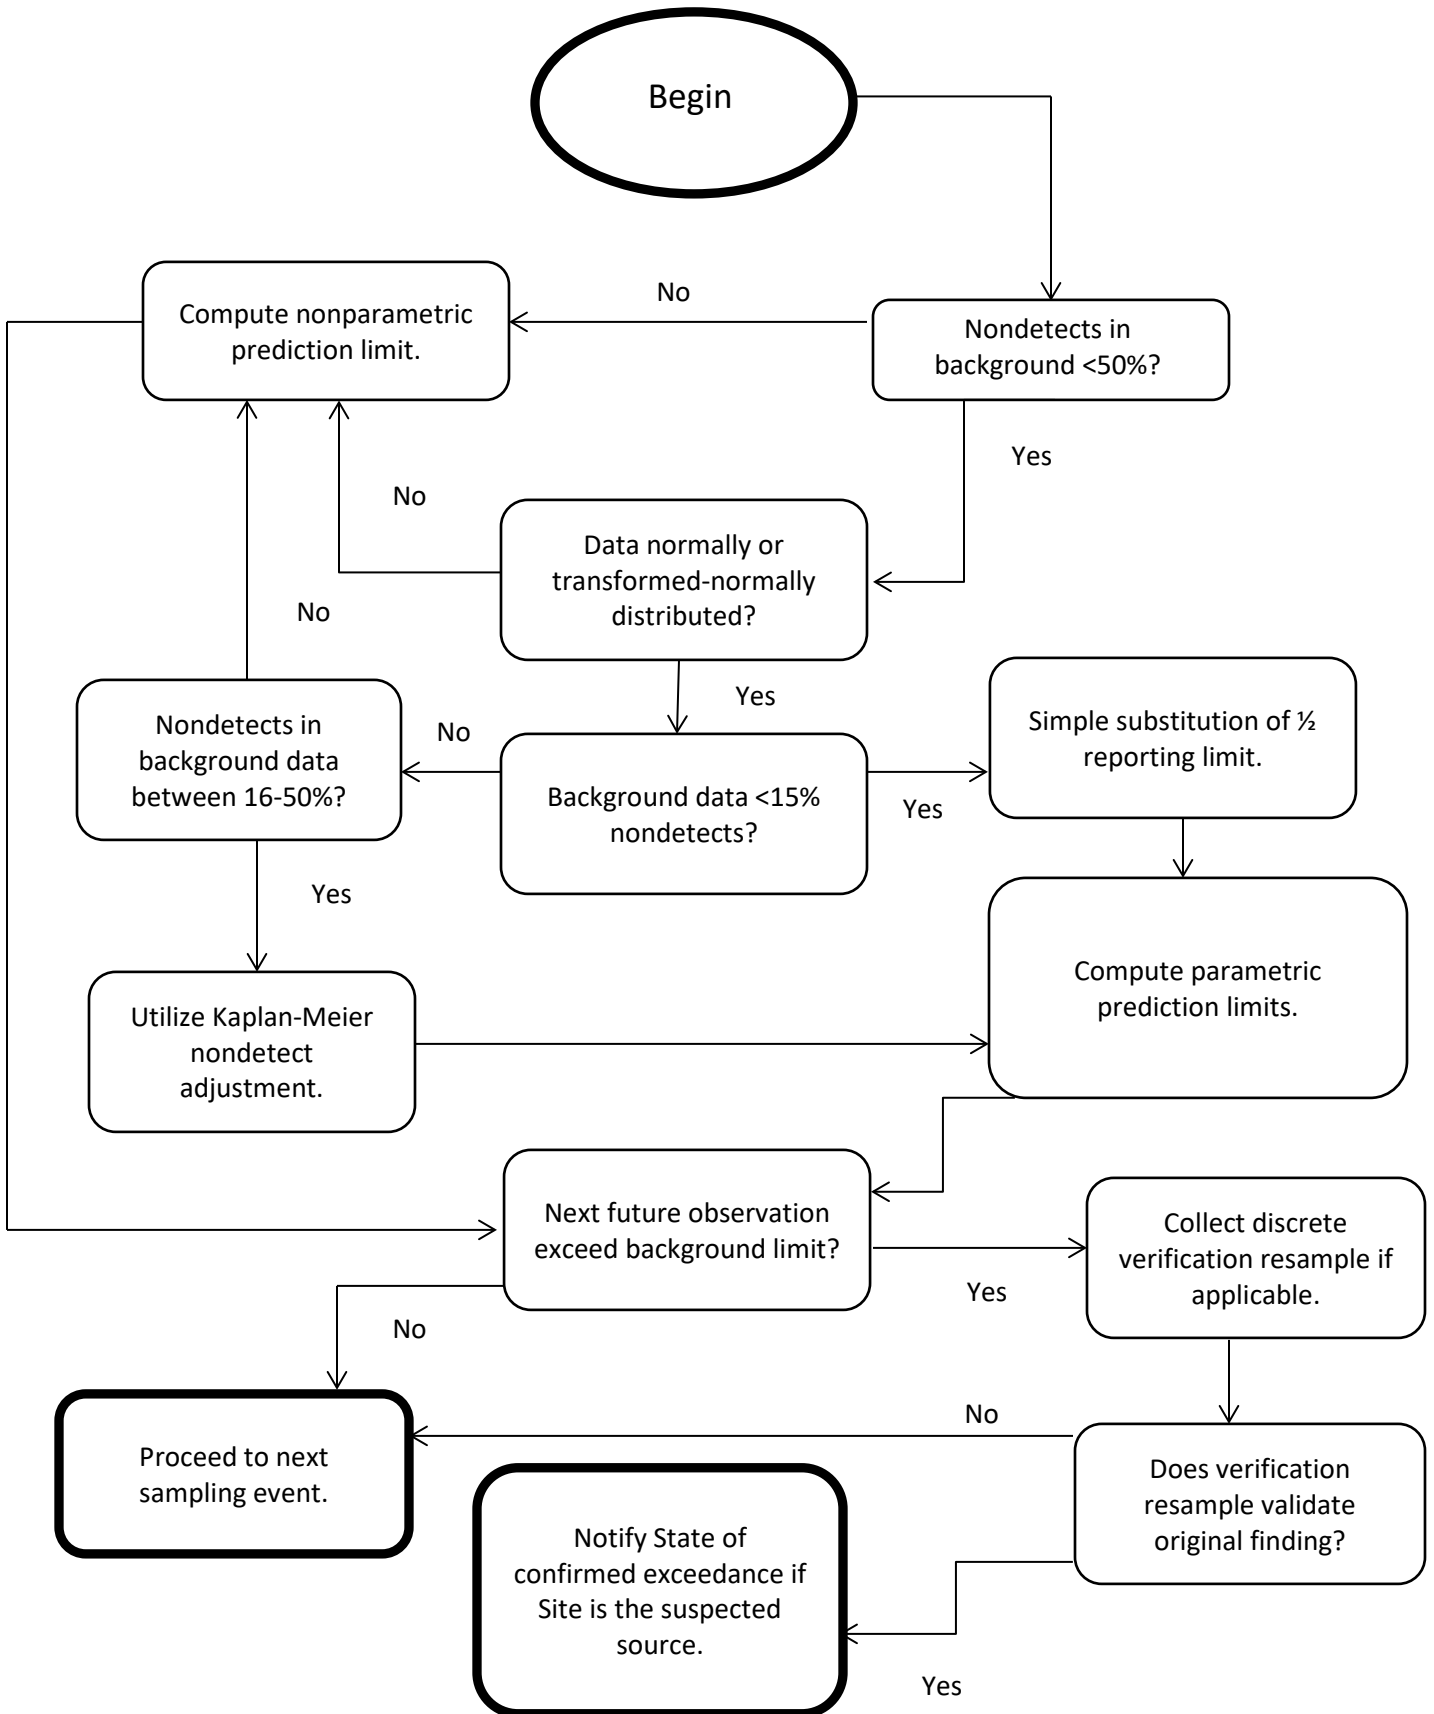 Begin
No
Compute nonparametric
prediction limit.
Nondetects in
background <50%?
Yes
No
Data normally or
transformed-normally
distributed?
No
Yes
Nondetects in
background data
between 16-50%?
No
Background data <15%
nondetects?
Yes
Simple substitution of ½
reporting limit.
Yes
Utilize Kaplan-Meier
nondetect
adjustment.
Compute parametric
prediction limits.
Next future observation
exceed background limit?
Yes
Collect discrete
verification resample if
applicable.
No
Proceed to next
sampling event.
No
Does verification
resample validate
original finding?
Notify State of
confirmed exceedance if
Site is the suspected
source.
Yes